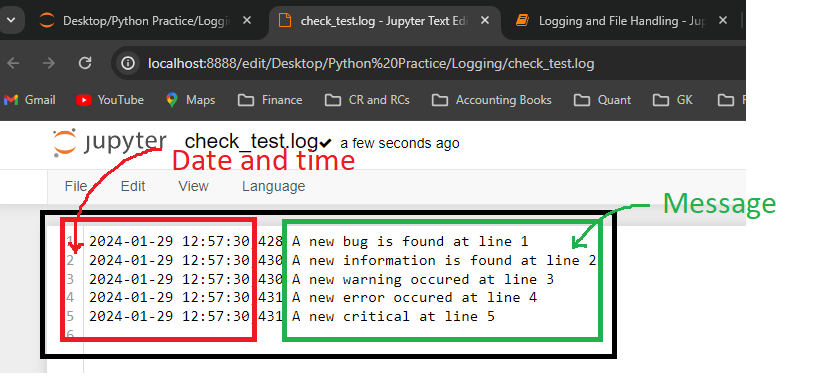 Desktop/Python Practice/Loggi
check_test.log - Jupyter Text Edi
Logging and File Handling - Jup
localhost:8888/edit/Desktop/Python%20Practice/Logging/check_test.log
Gmail
YouTube
Maps
Finance
CR and RCs
Accounting Books
Quant
GK
jupyter
check_test.log
a few seconds ago
Date and time
File
Edit
View
Language
Message
1 2024-01-29 12:57:30,428 A new bug is found at line 1
2 2024-01-29 12:57:30,430 A new information is found at line 2
3 2024-01-29 12:57:30,430 A new warning occured at line 3
4 2024-01-29 12:57:30,431 A new error occured at line 4
5 2024-01-29 12:57:30,431 A new critical at line 5
6